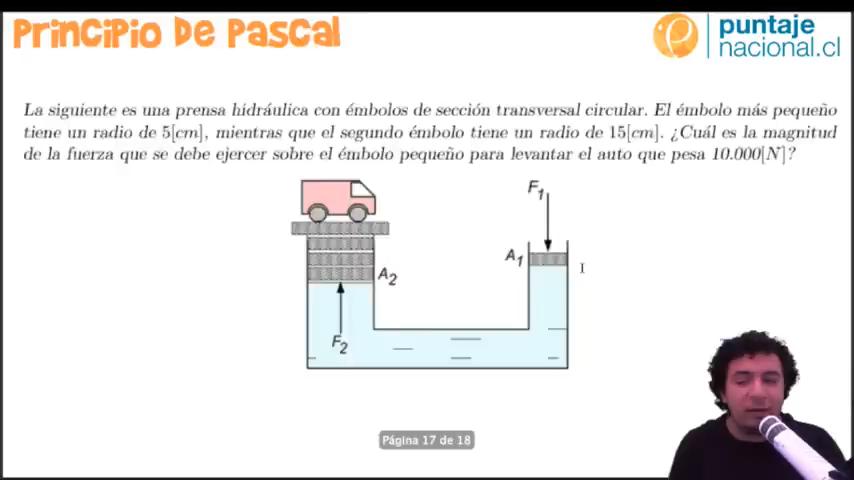 Principio de Pascal
puntaje
nacional.cl
La siguiente es una prensa hidráulica con émbolos de sección transversal circular. El émbolo más pequeño
tiene un radio de 5[cm], mientras que el segundo émbolo tiene un radio de 15[cm]. ¿Cuál es la magnitud
de la fuerza que se debe ejercer sobre el émbolo pequeño para levantar el auto que pesa 10.000[N]?
F1
A1
A2
F2
Página 17 de 18